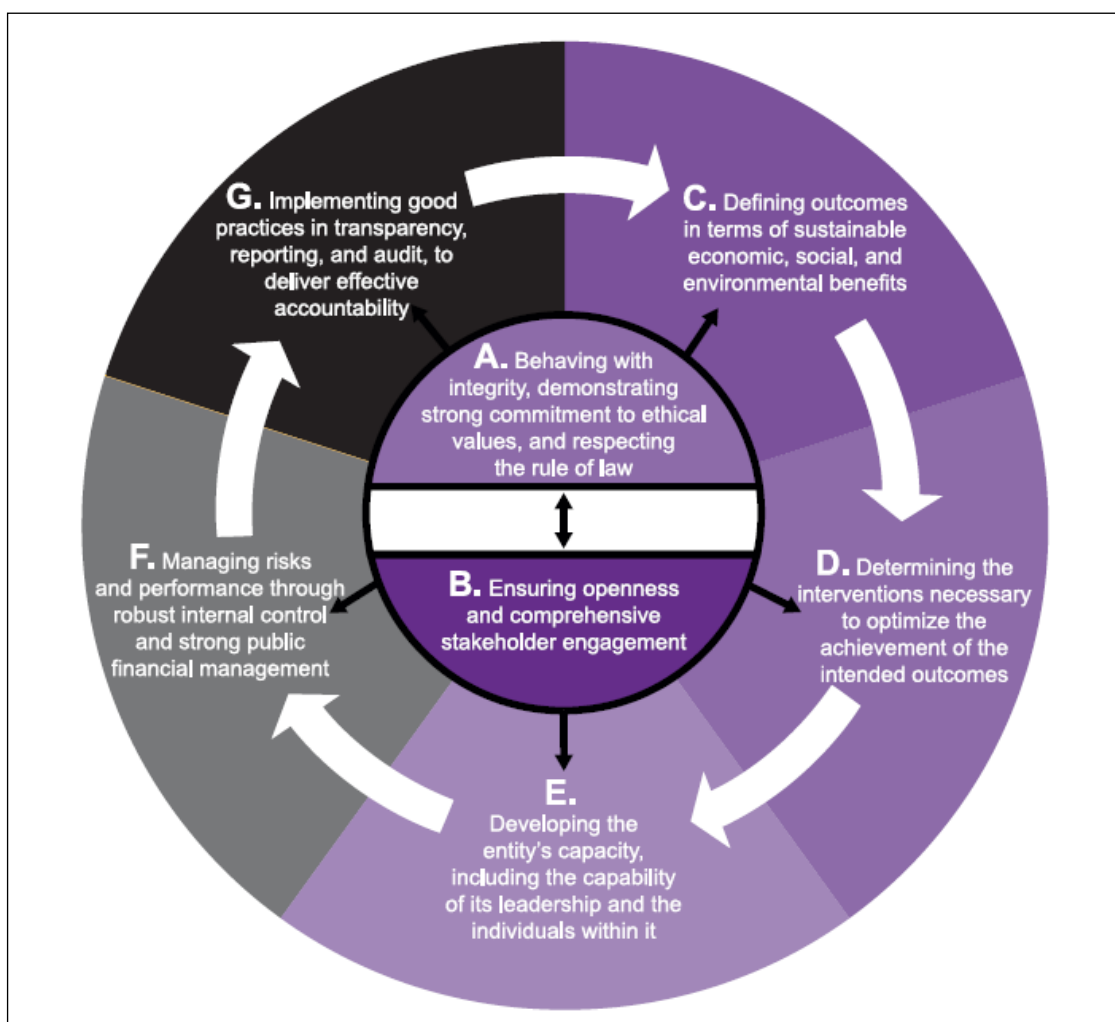 G. Implementing good
practices in transparency,
reporting, and audit, to
deliver effective
accountability
C. Defining outcomes
in terms of sustainable
economic, social, and
environmental benefits
A. Behaving with
integrity, demonstrating
strong commitment to ethical
values, and respecting
the rule of law
B. Ensuring openness
and comprehensive
stakeholder engagement
F. Managing risks
and performance through
robust internal control
and strong public
financial management
D. Determining the
interventions necessary
to optimize the
achievement of the
intended outcomes
E.
Developing the
entity's capacity,
including the capability
of its leadership and the
individuals within it